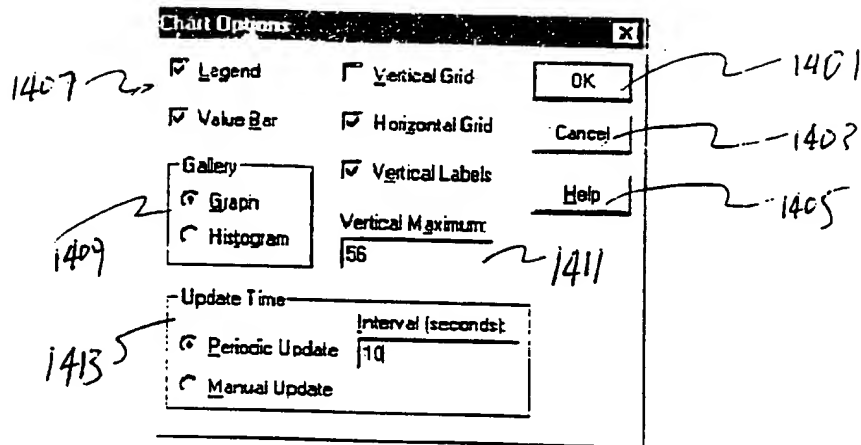 Chart Options
Legend
Vertical Grid
OK
1407
1401
Value Bar
Horizontal Grid
Cancel
1403
Gallery
Vertical Labels
Graph
Help
1405
Histogram
Vertical Maximum:
1409
56
1411
Update Time
Interval (seconds):
Periodic Update
10
1413
Manual Update